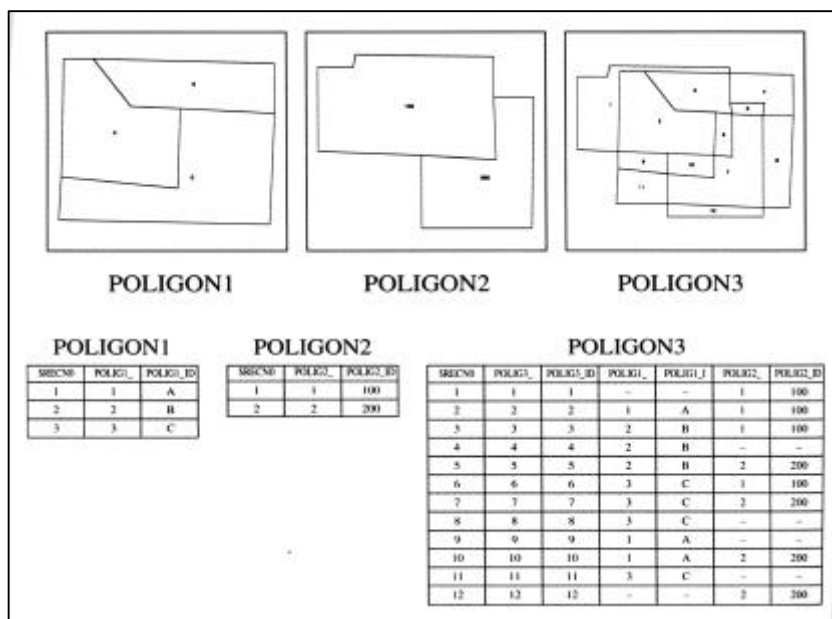 POLIGON1 POLIGON2 POLIGON3
POLIGON1
SRECN0 POLIG1_ POLIG1_ID
1 1 A
2 2 B
3 3 C
POLIGON2
SRECN0 POLIG2_ POLIG2_ID
1 1 100
2 2 200
POLIGON3
SRECN0 POLIG3_ POLIG3_ID POLIG1_ POLIG1_I POLIG2_ POLIG2_ID
1 1 1 – – 1 100
2 2 2 1 A 1 100
3 3 3 2 B 1 100
4 4 4 2 B – –
5 5 5 2 B 2 200
6 6 6 3 C 1 100
7 7 7 3 C 2 200
8 8 8 3 C – –
9 9 9 1 A – –
10 10 10 1 A 2 200
11 11 11 3 C – –
12 12 12 – – 2 200